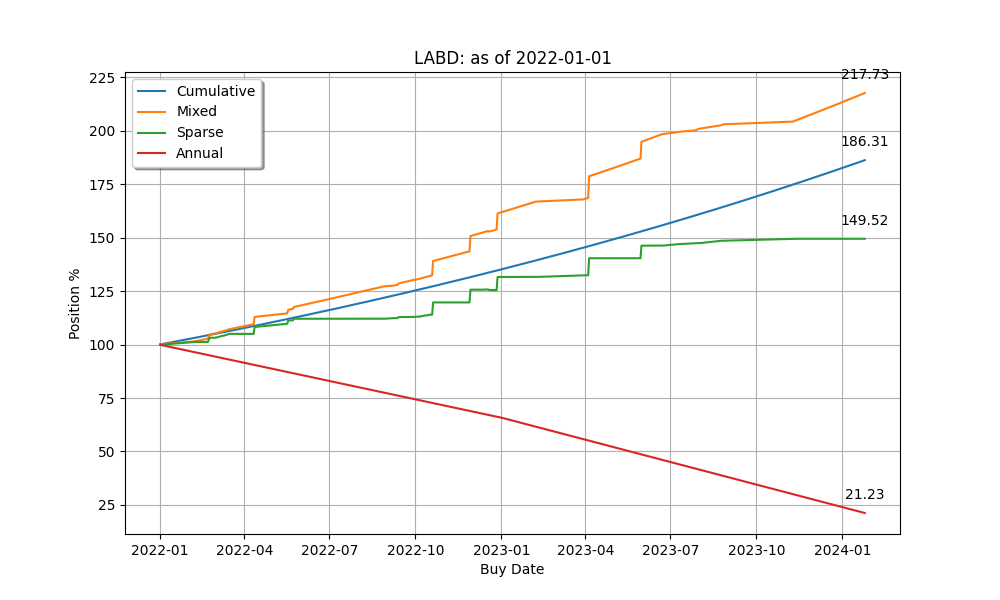 LABD: as of 2022-01-01
Cumulative
Mixed
Sparse
Annual
217.73
186.31
149.52
21.23
225
200
175
150
125
100
75
50
25
Position %
2022-01 2022-04 2022-07 2022-10 2023-01 2023-04 2023-07 2023-10 2024-01
Buy Date